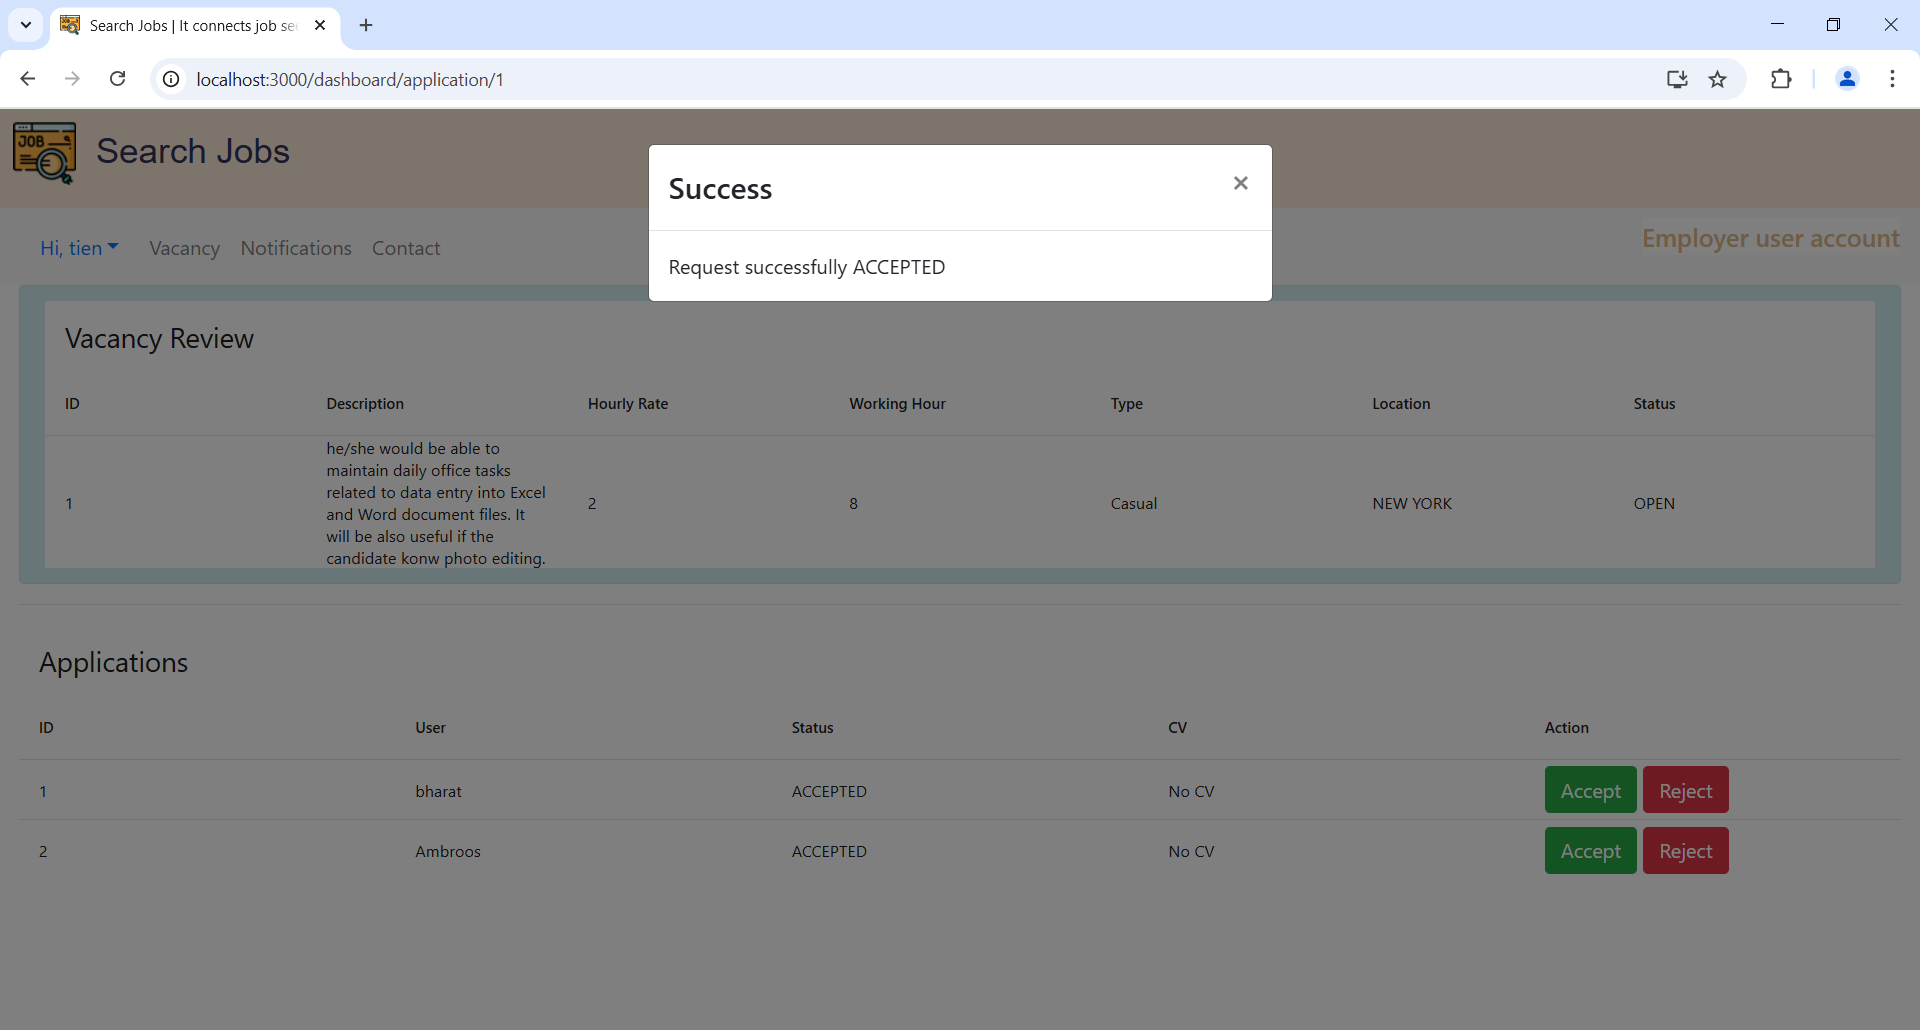 Search Jobs | It connects job se
localhost:3000/dashboard/application/1
JOB
Search Jobs
Success
×
Request successfully ACCEPTED
Hi, tien
Vacancy
Notifications
Contact
Employer user account
Vacancy Review
ID Description Hourly Rate Working Hour Type Location Status
he/she would be able to
maintain daily office tasks
related to data entry into Excel
1 and Word document files. It 2 8 Casual NEW YORK OPEN
will be also useful if the
candidate konw photo editing.
Applications
ID User Status CV Action
1 bharat ACCEPTED No CV Accept Reject
2 Ambroos ACCEPTED No CV Accept Reject